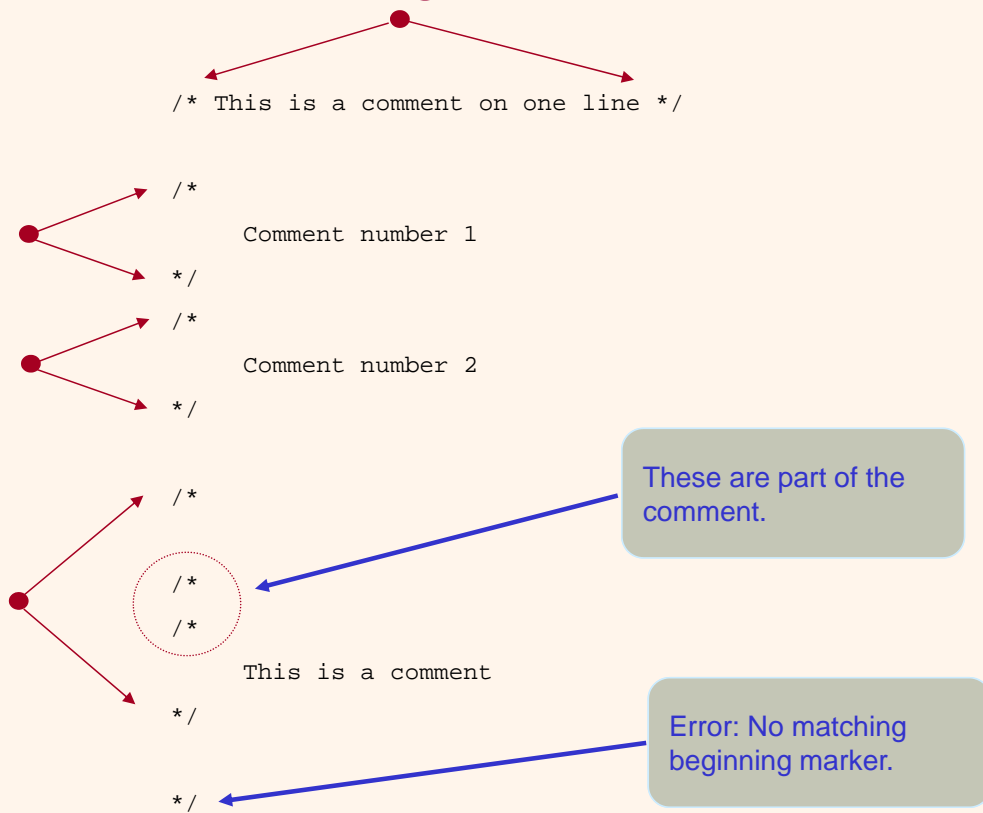 /* This is a comment on one line */
/*
Comment number 1
*/
/*
Comment number 2
*/
/*
These are part of the
comment.
/*
/*
This is a comment
*/
Error: No matching
beginning marker.
*/